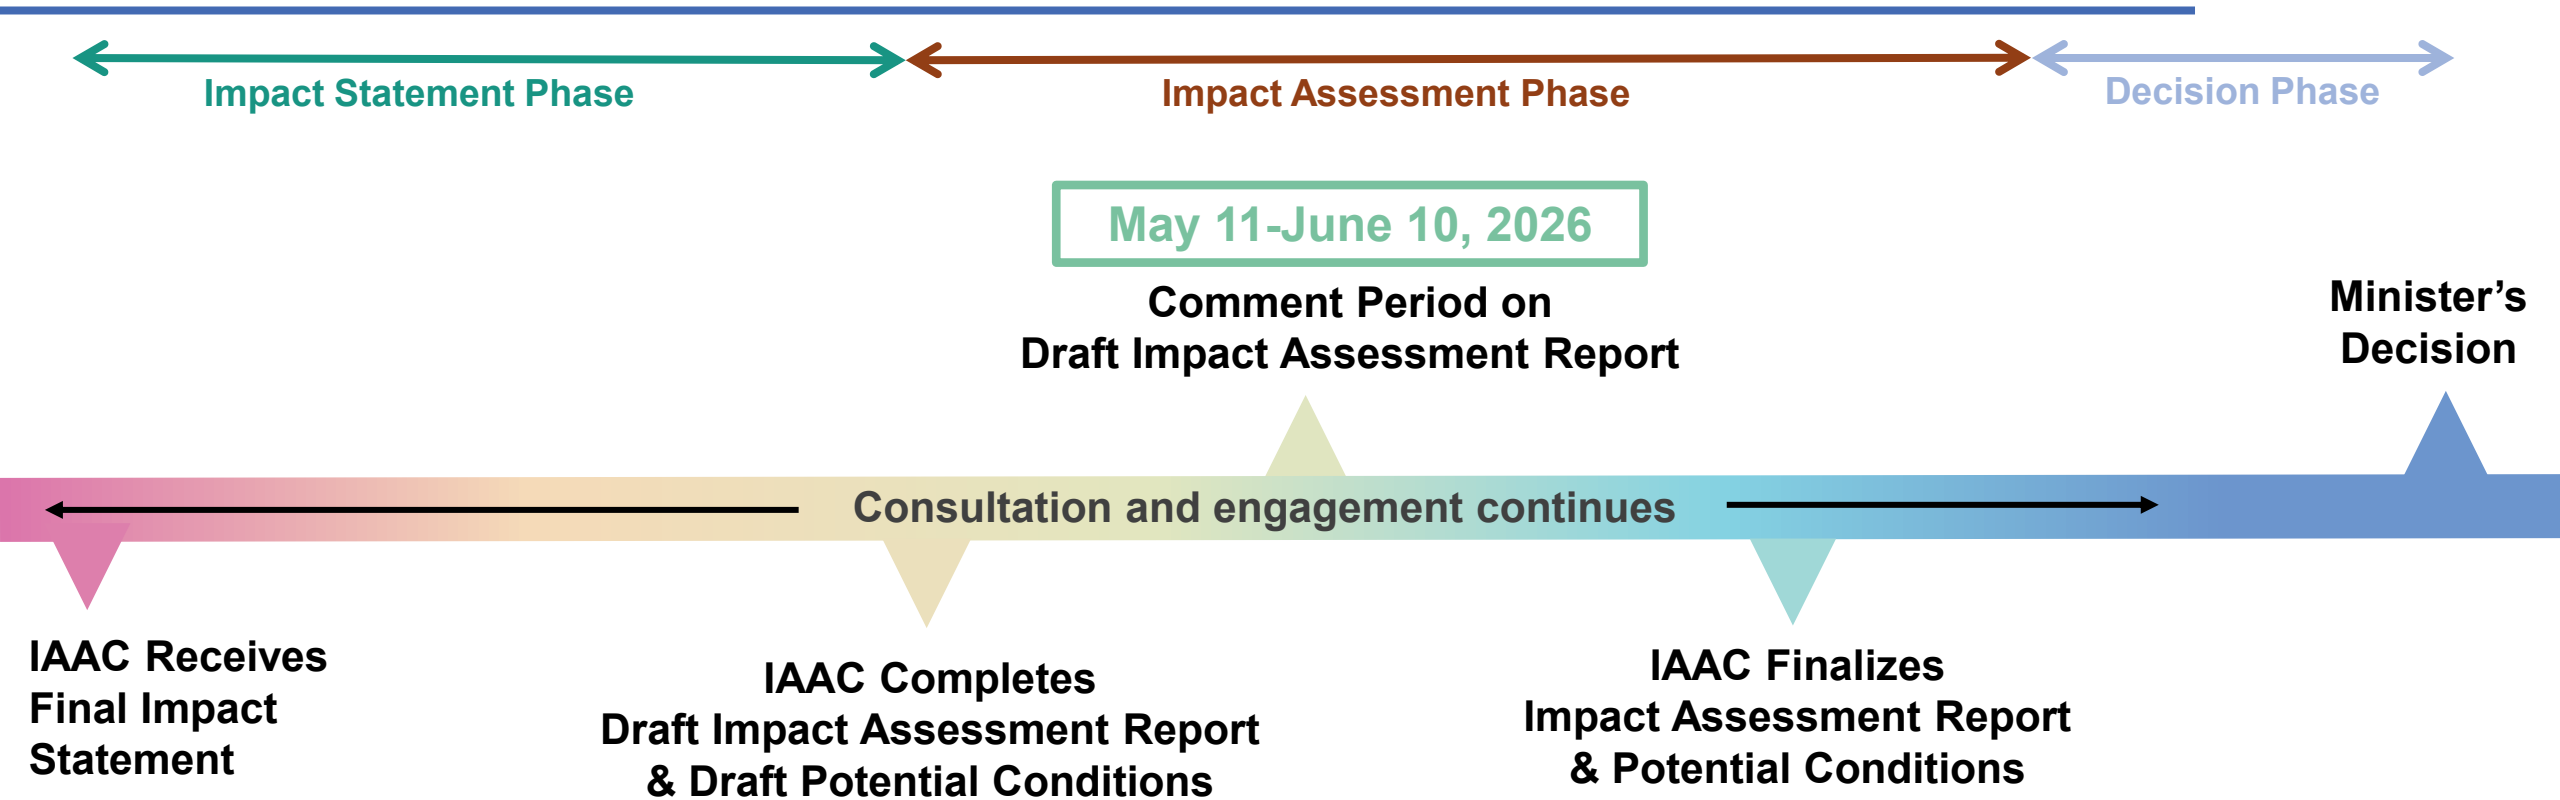 Impact Statement Phase
Impact Assessment Phase
Decision Phase
May 11-June 10, 2026
Comment Period on
Draft Impact Assessment Report
Minister’s
Decision
Consultation and engagement continues
IAAC Receives
Final Impact
Statement
IAAC Completes
Draft Impact Assessment Report
& Draft Potential Conditions
IAAC Finalizes
Impact Assessment Report
& Potential Conditions